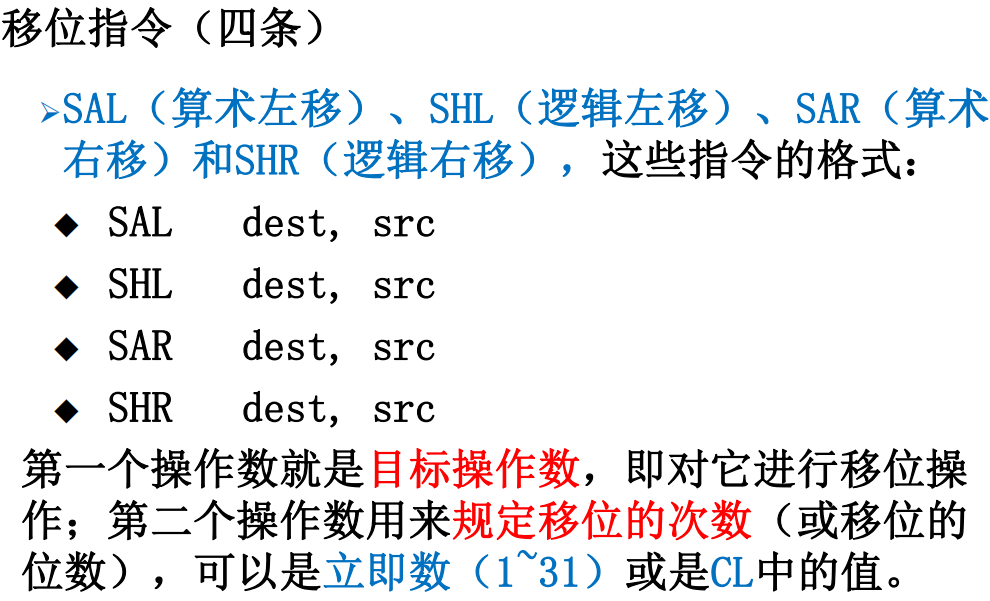 移位指令（四条）
➢SAL（算术左移）、SHL（逻辑左移）、SAR（算术
右移）和SHR（逻辑右移），这些指令的格式：
◆ SAL dest, src
◆ SHL dest, src
◆ SAR dest, src
◆ SHR dest, src
第一个操作数就是目标操作数，即对它进行移位操
作；第二个操作数用来规定移位的次数（或移位的
位数），可以是立即数（1~31）或是CL中的值。